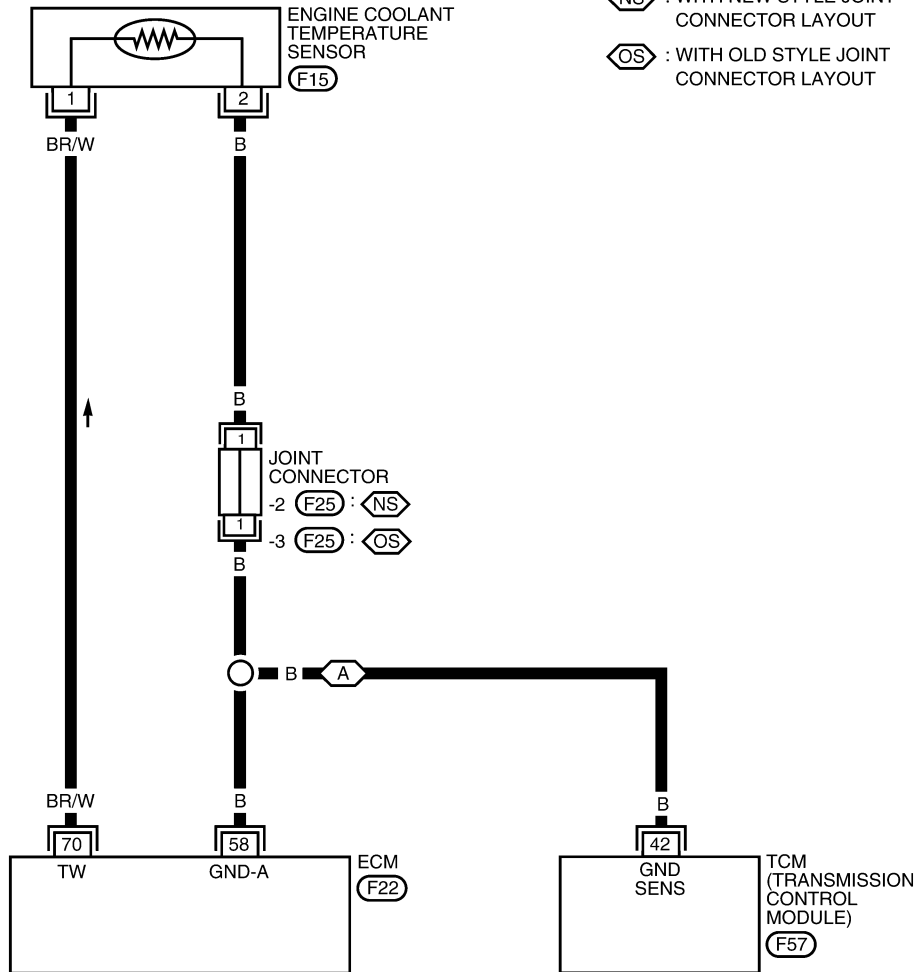 ENGINE COOLANT
TEMPERATURE
SENSOR
F15
NS : WITH NEW STYLE JOINT
CONNECTOR LAYOUT
OS : WITH OLD STYLE JOINT
CONNECTOR LAYOUT
1
2
BR/W
B
B
1
JOINT
CONNECTOR
-2 F25 : NS
1
-3 F25 : OS
B
B A
BR/W
B
B
70
58
42
TW
GND-A
ECM
F22
GND
SENS
TCM
(TRANSMISSION
CONTROL
MODULE)
F57